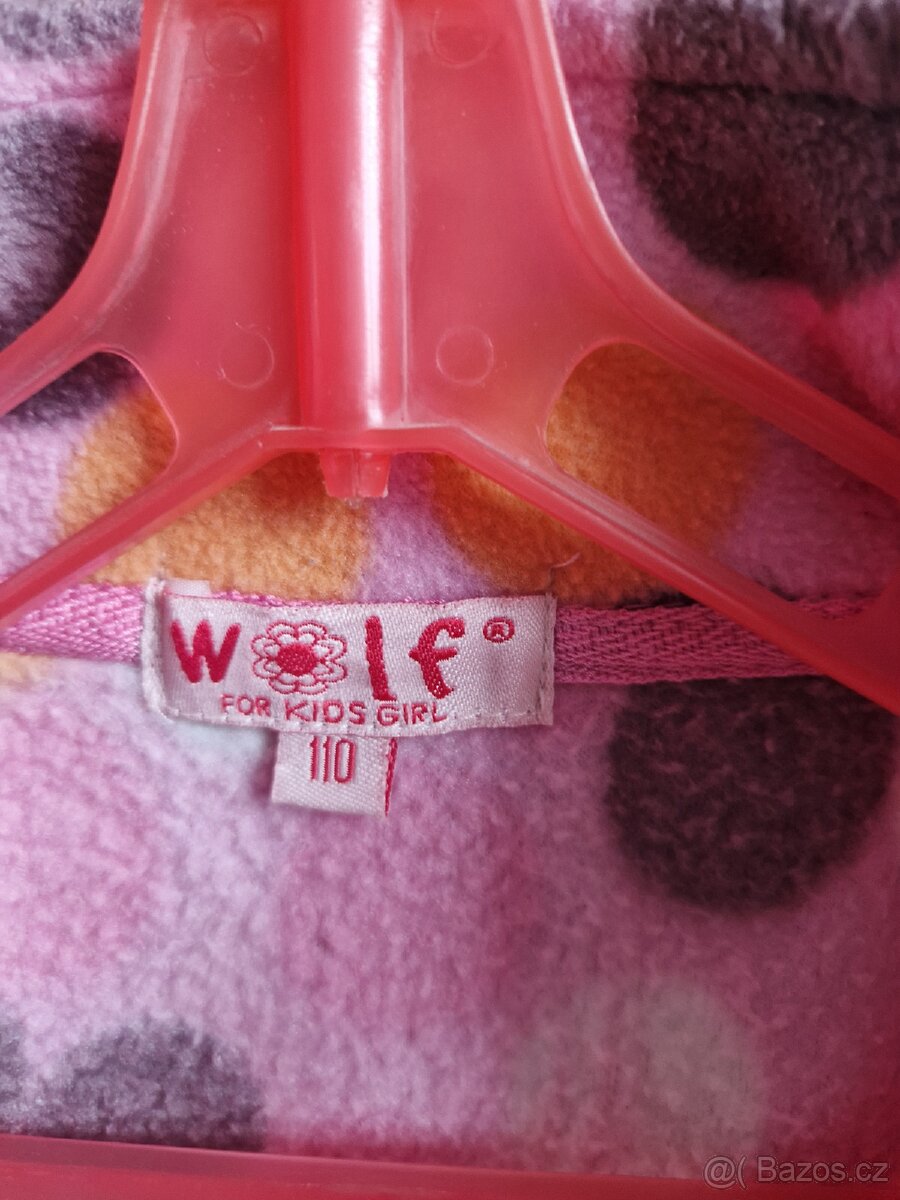 Wolf®
FOR KIDS GIRL
110
@( Bazos.cz